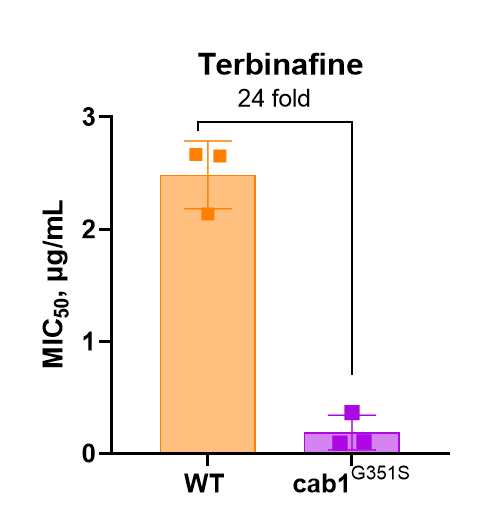 Terbinafine
24 fold
MIC50, µg/mL
3
2
1
0
WT
cab1G351S